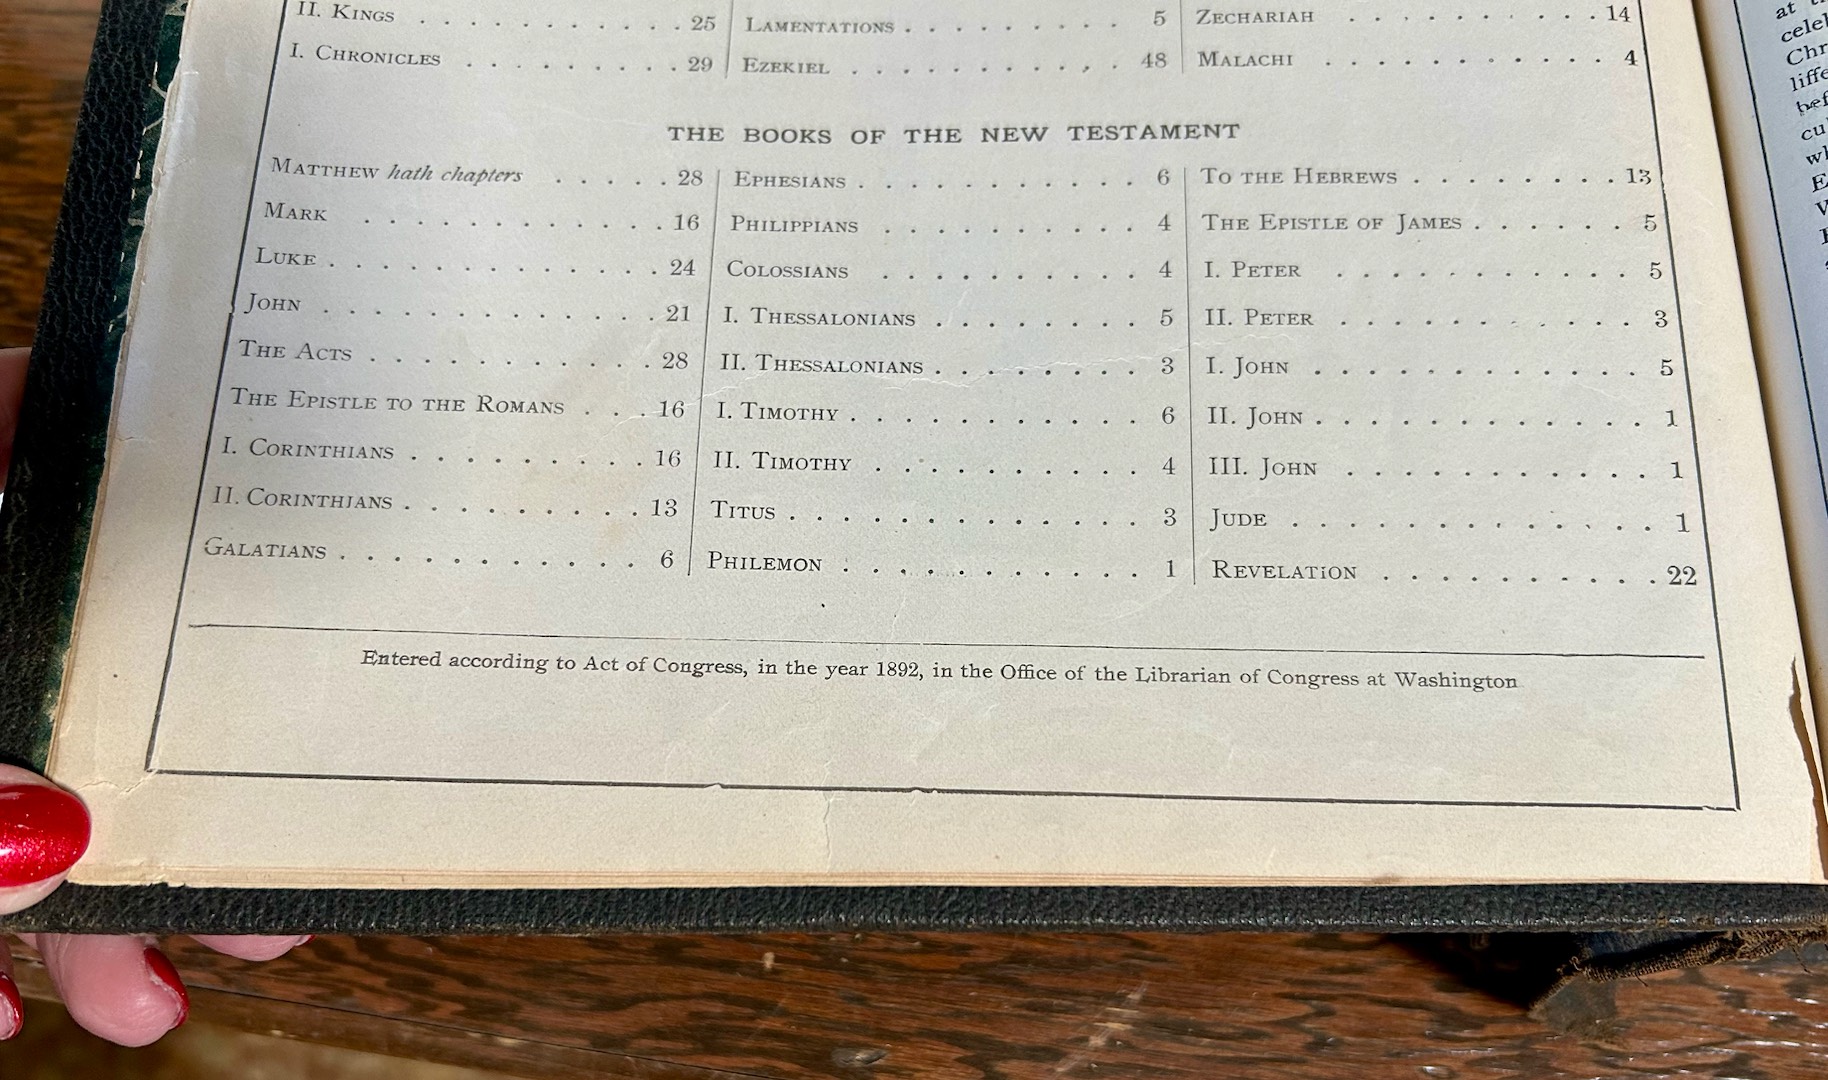 II. Kings . . . . . . . . . . 25
I. Chronicles . . . . . . . . . 29
Lamentations . . . . . . . . 5
Ezekiel . . . . . . . . . . . 48
Zechariah . . . . . . . . . . 14
Malachi . . . . . . . . . . . 4
THE BOOKS OF THE NEW TESTAMENT
Matthew hath chapters . . . . . 28
Mark . . . . . . . . . . . . 16
Luke . . . . . . . . . . . . . 24
John . . . . . . . . . . . . . 21
The Acts . . . . . . . . . . . 28
The Epistle to the Romans . . . 16
I. Corinthians . . . . . . . . . 16
II. Corinthians . . . . . . . . . 13
Galatians . . . . . . . . . . . 6
Ephesians . . . . . . . . . . . 6
Philippians . . . . . . . . . . 4
Colossians . . . . . . . . . . 4
I. Thessalonians . . . . . . . . 5
II. Thessalonians . . . . . . . . 3
I. Timothy . . . . . . . . . . . 6
II. Timothy . . . . . . . . . . 4
Titus . . . . . . . . . . . . . 3
Philemon . . . . . . . . . . . 1
To the Hebrews . . . . . . . . 13
The Epistle of James . . . . . . 5
I. Peter . . . . . . . . . . . 5
II. Peter . . . . . . . . . . . 3
I. John . . . . . . . . . . . . 5
II. John . . . . . . . . . . . . 1
III. John . . . . . . . . . . . 1
Jude . . . . . . . . . . . . . 1
Revelation . . . . . . . . . . 22
Entered according to Act of Congress, in the year 1892, in the Office of the Librarian of Congress at Washington
at